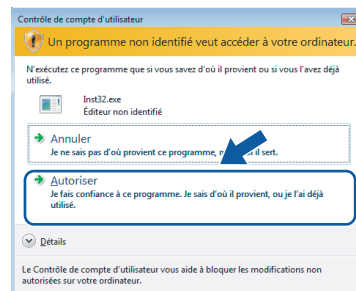 Contrôle de compte d'utilisateur
Un programme non identifié veut accéder à votre ordinateur.
N'exécutez ce programme que si vous savez d'où il provient ou si vous l'avez déjà
utilisé.
Inst32.exe
Éditeur non identifié
Annuler
Je ne sais pas d'où provient ce programme, il sert.
Autoriser
Je fais confiance à ce programme. Je sais d'où il provient, ou je l'ai déjà
utilisé.
Détails
Le Contrôle de compte d'utilisateur vous aide à bloquer les modifications non
autorisées sur votre ordinateur.